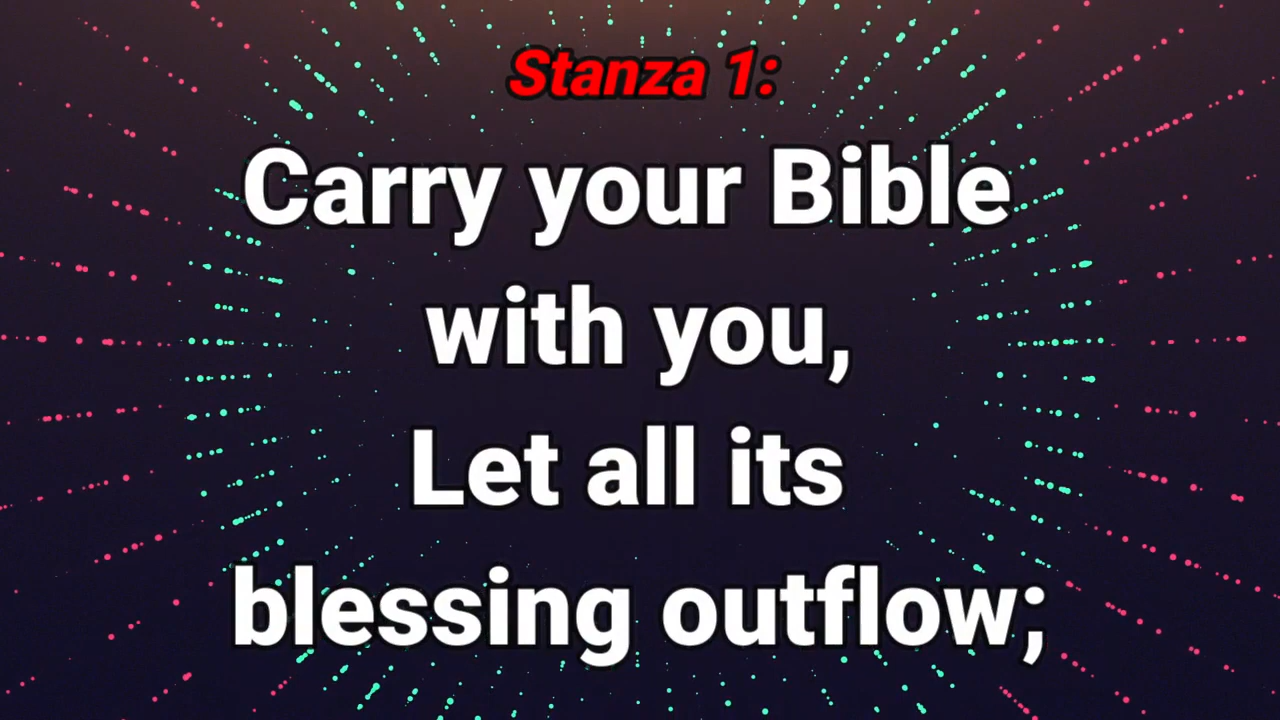 Stanza 1:
Carry your Bible
with you,
Let all its
blessing outflow;